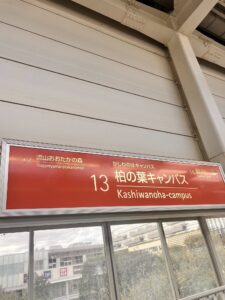 流山おおたかの森
かしわのはキャンパス
13 柏の葉キャンパス
Kashiwanoha-campus